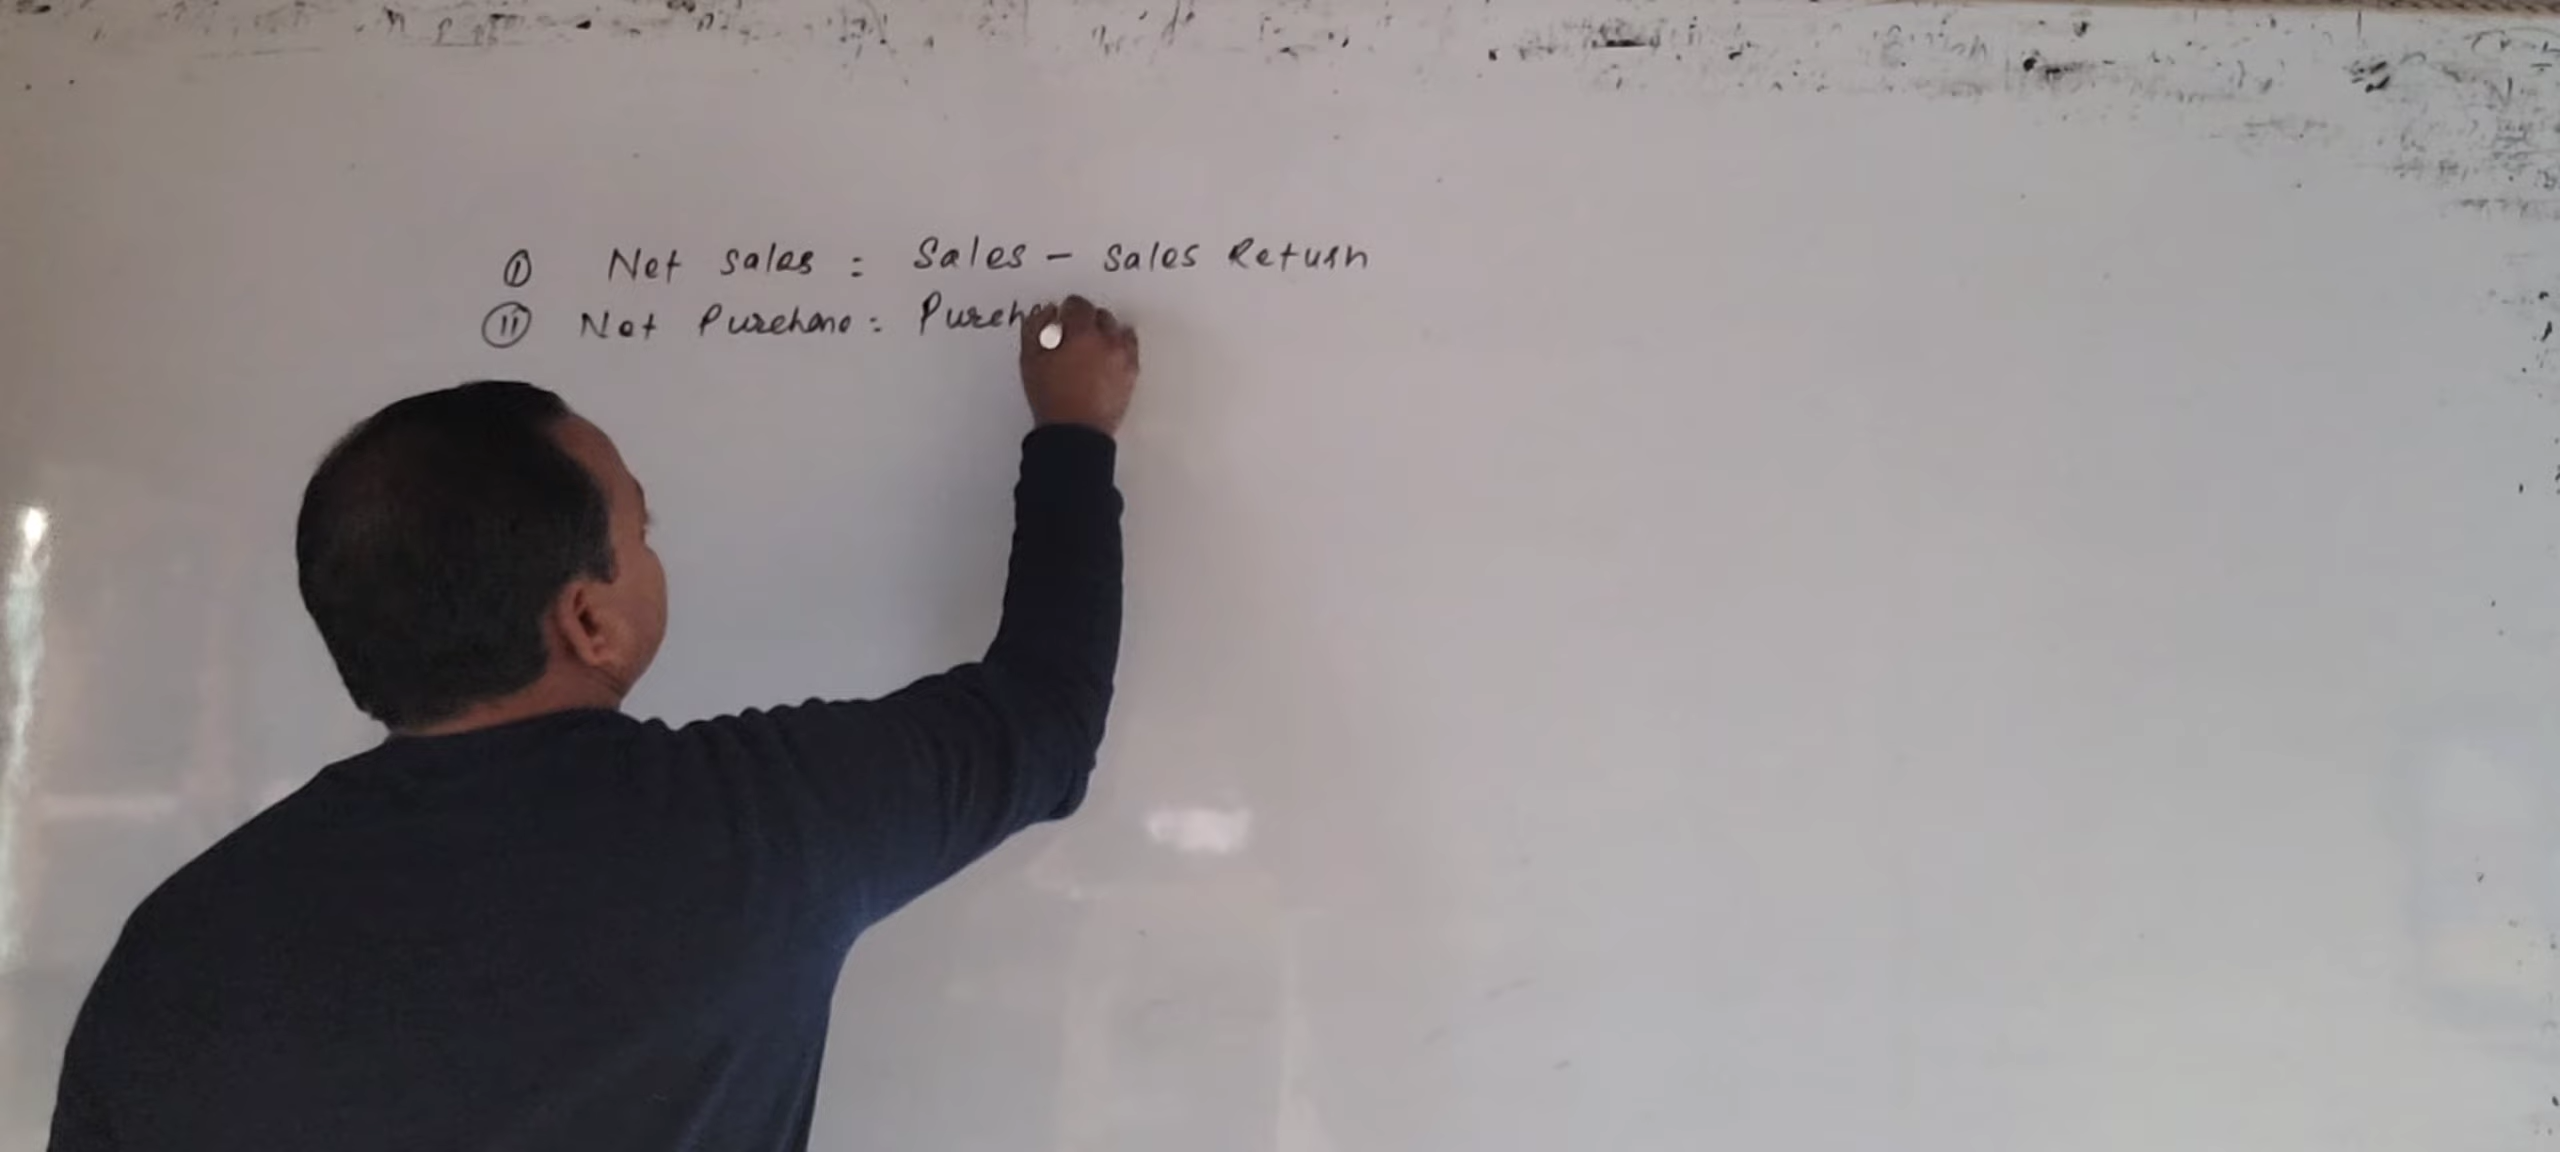 ① Net sales = Sales - Sales Return
⑪ Net Purchase = Purch